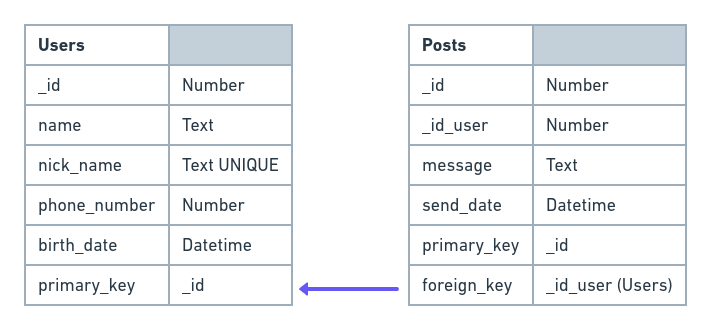 Users
_id Number
name Text
nick_name Text UNIQUE
phone_number Number
birth_date Datetime
primary_key _id
Posts
_id Number
_id_user Number
message Text
send_date Datetime
primary_key _id
foreign_key _id_user (Users)